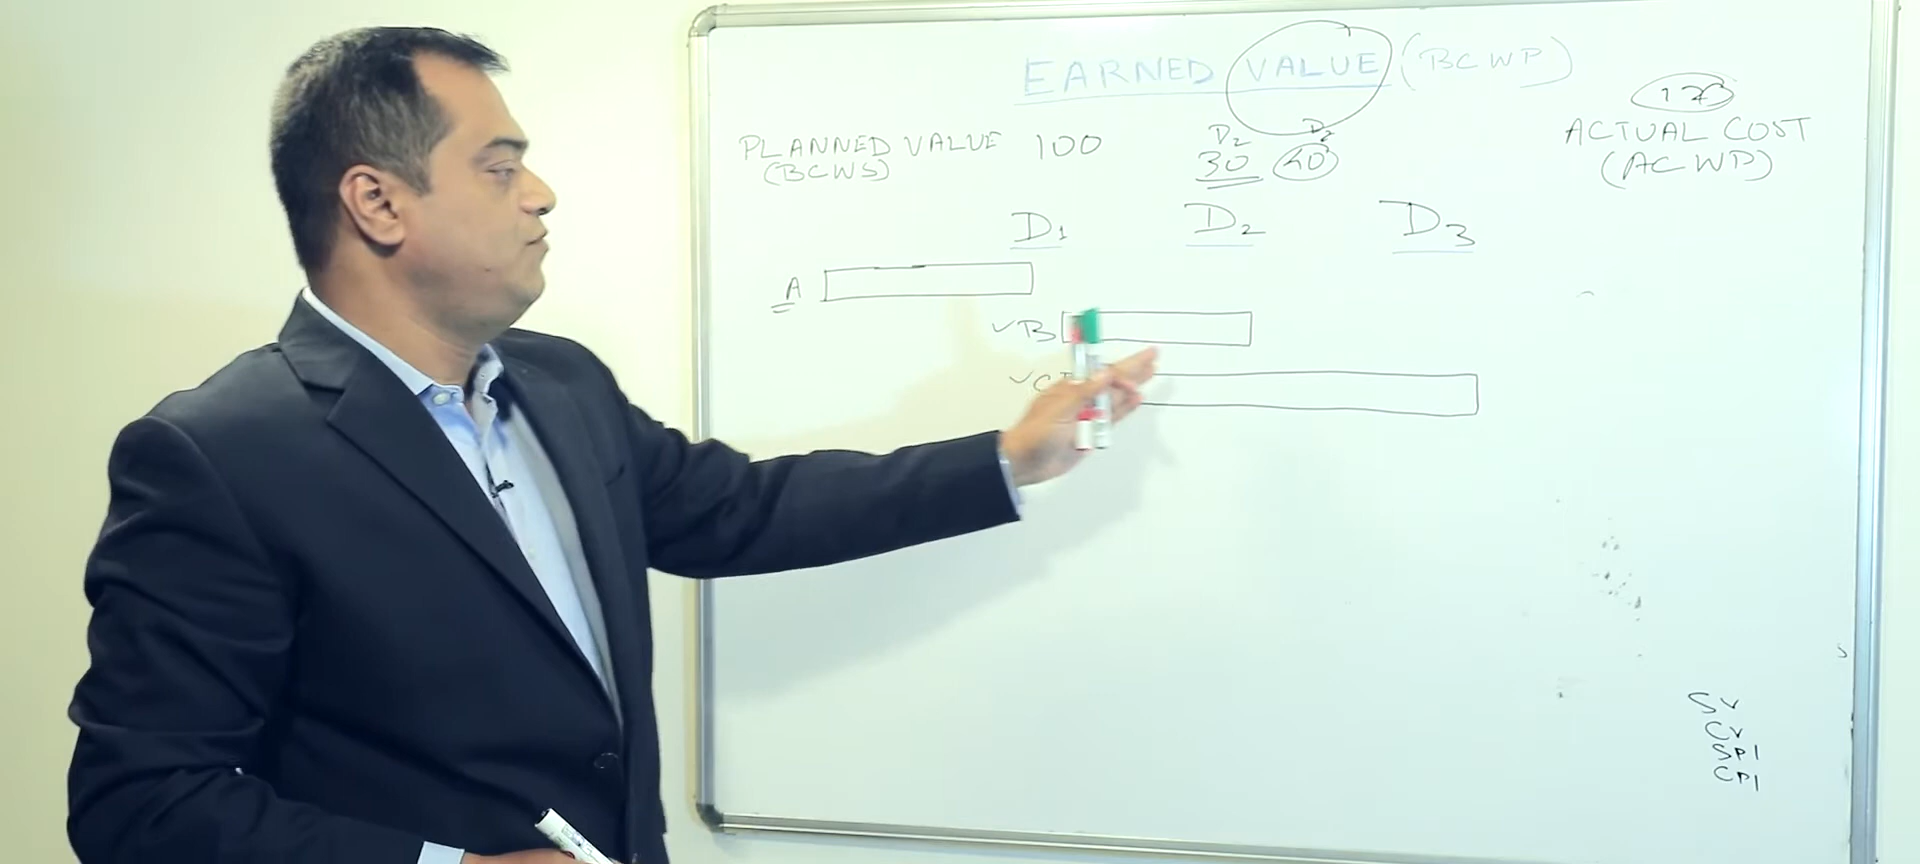 EARNED VALUE (BCWP)
PLANNED VALUE 100
(BCWS)
D2 D2
30 40
123
ACTUAL COST
(ACWP)
D1 D2 D3
A
B
C
SV
CV
SPI
CPI